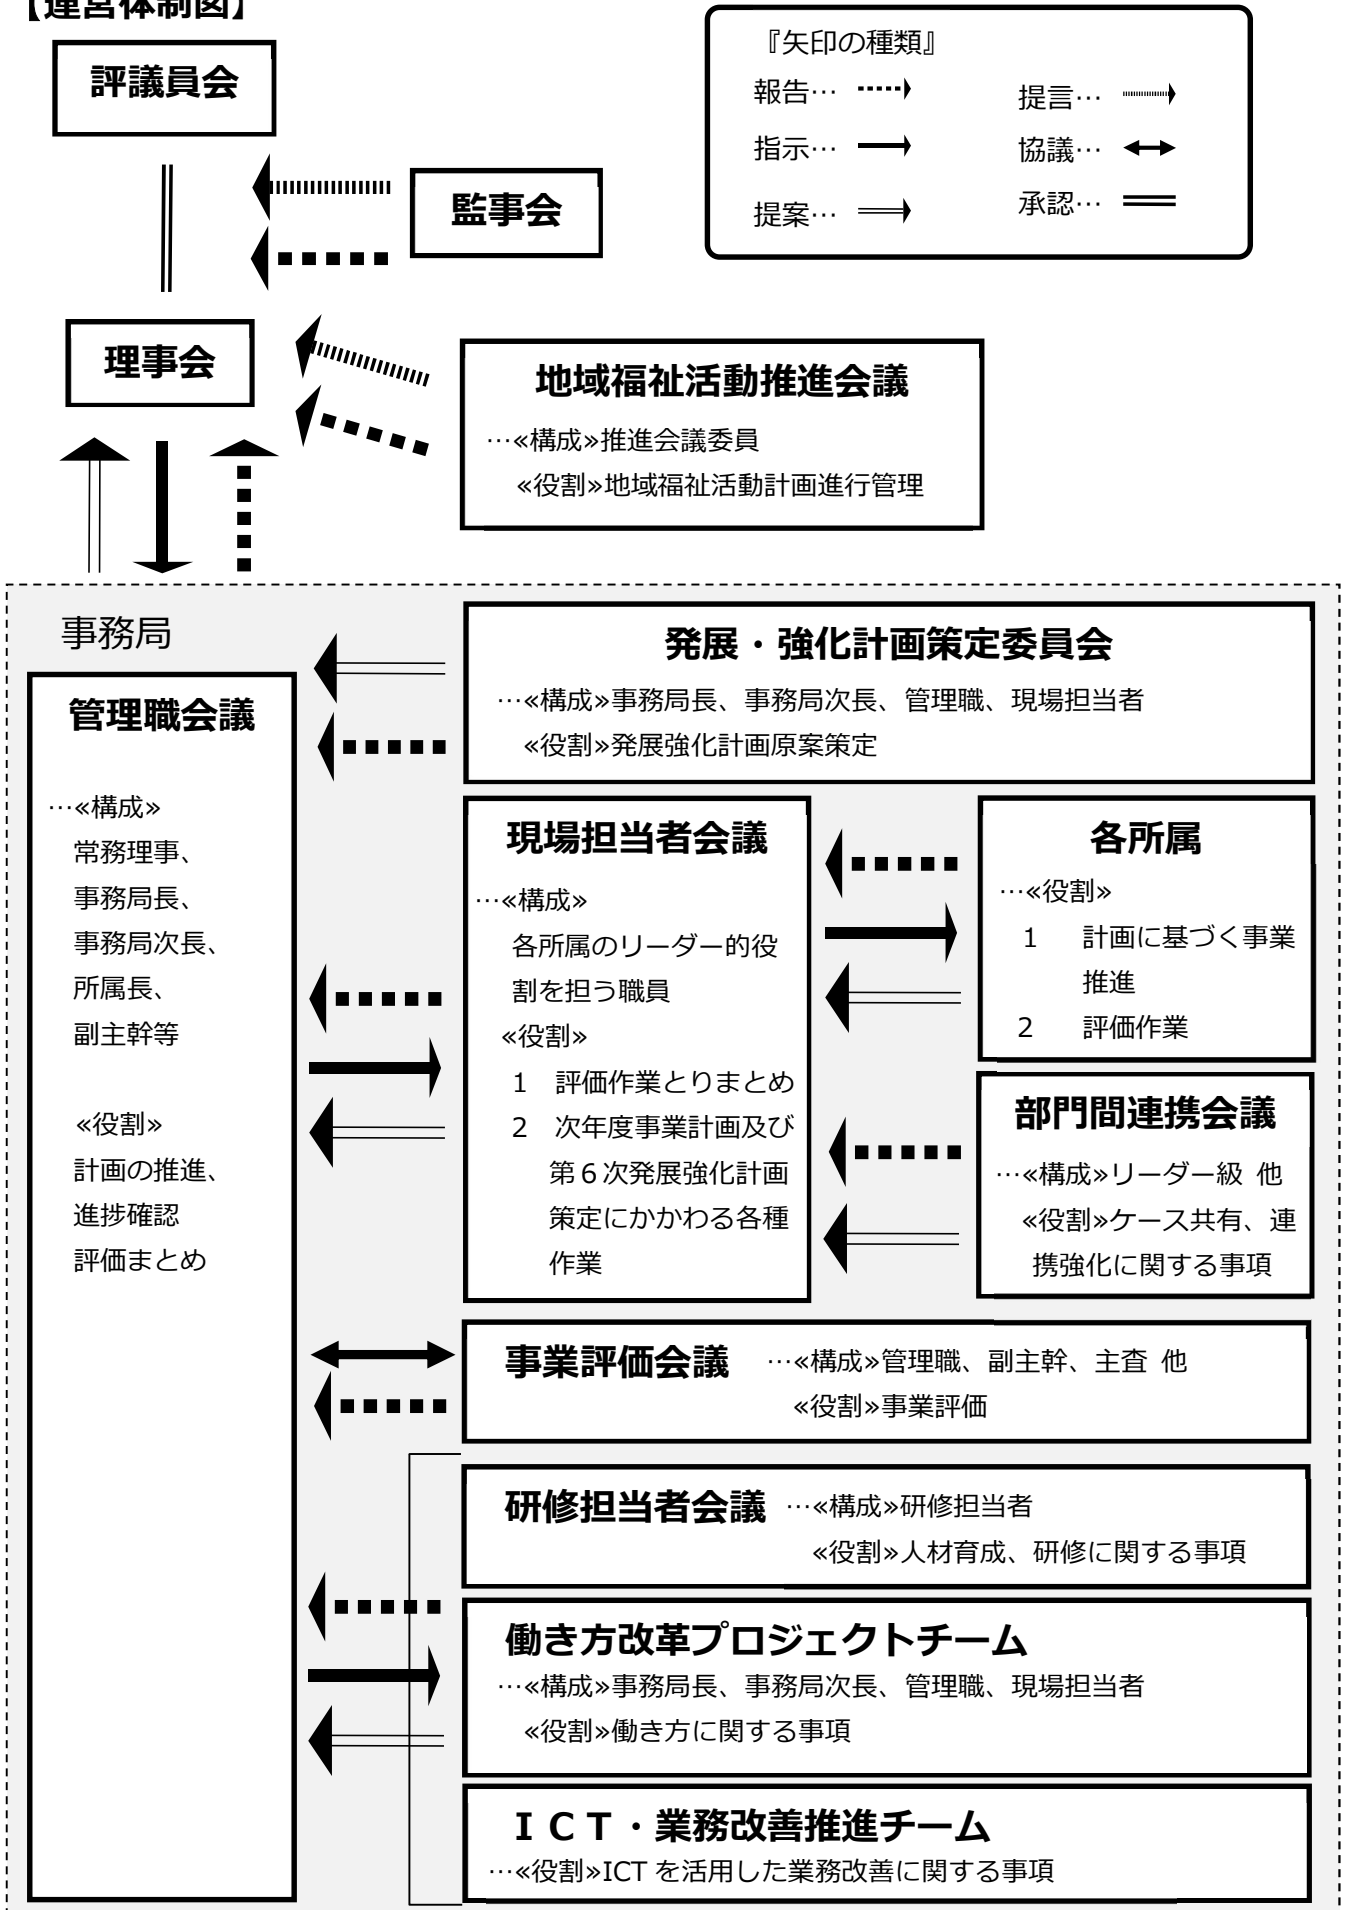 【運営体制図】
評議員会
『矢印の種類』
報告…
提言…
指示…
協議…
提案…
承認…
監事会
理事会
地域福祉活動推進会議
…«構成»推進会議委員
«役割»地域福祉活動計画進行管理
事務局
管理職会議
…«構成»
常務理事、
事務局長、
事務局次長、
所属長、
副主幹等
«役割»
計画の推進、
進捗確認
評価まとめ
発展・強化計画策定委員会
…«構成»事務局長、事務局次長、管理職、現場担当者
«役割»発展強化計画原案策定
現場担当者会議
…«構成»
各所属のリーダー的役
割を担う職員
«役割»
1 評価作業とりまとめ
2 次年度事業計画及び
第６次発展強化計画
策定にかかわる各種
作業
各所属
…«役割»
1 計画に基づく事業
推進
2 評価作業
部門間連携会議
…«構成»リーダー級 他
«役割»ケース共有、連
携強化に関する事項
事業評価会議 …«構成»管理職、副主幹、主査 他
«役割»事業評価
研修担当者会議 …«構成»研修担当者
«役割»人材育成、研修に関する事項
働き方改革プロジェクトチーム
…«構成»事務局長、事務局次長、管理職、現場担当者
«役割»働き方に関する事項
ＩＣＴ・業務改善推進チーム
…«役割»ICT を活用した業務改善に関する事項